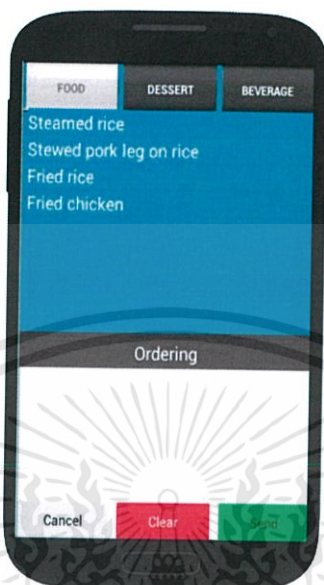 FOOD DESSERT BEVERAGE
Steamed rice
Stewed pork leg on rice
Fried rice
Fried chicken
Ordering
Cancel Clear Send